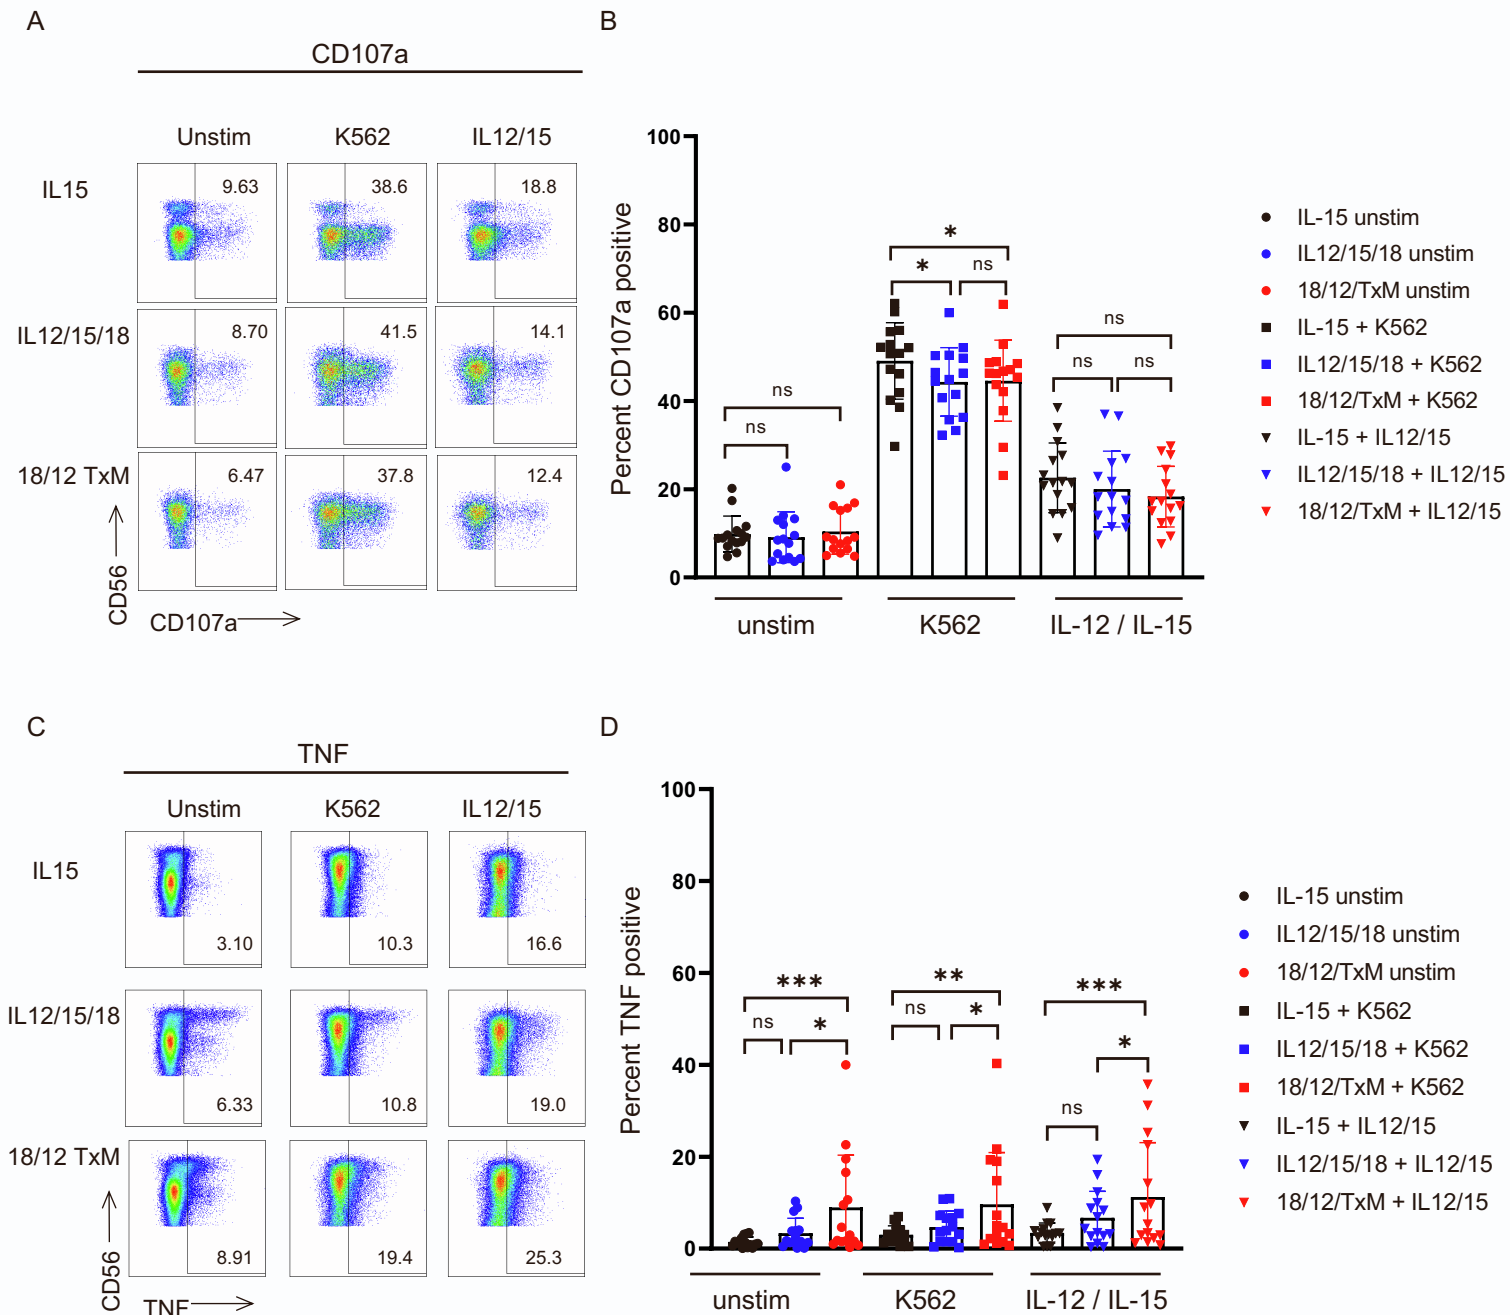 A
CD107a
Unstim K562 IL12/15
IL15
9.63 38.6 18.8
IL12/15/18
8.70 41.5 14.1
18/12 TxM
6.47 37.8 12.4
CD56
CD107a
B
Percent CD107a positive
100
80
60
40
20
0
ns
ns
*
*
ns
ns
ns
ns
unstim K562 IL-12 / IL-15
IL-15 unstim
IL12/15/18 unstim
18/12/TxM unstim
IL-15 + K562
IL12/15/18 + K562
18/12/TxM + K562
IL-15 + IL12/15
IL12/15/18 + IL12/15
18/12/TxM + IL12/15
C
TNF
Unstim K562 IL12/15
IL15
3.10 10.3 16.6
IL12/15/18
6.33 10.8 19.0
18/12 TxM
8.91 19.4 25.3
CD56
TNF
D
Percent TNF positive
100
80
60
40
20
0
***
ns
*
**
ns
*
***
*
ns
unstim K562 IL-12 / IL-15
IL-15 unstim
IL12/15/18 unstim
18/12/TxM unstim
IL-15 + K562
IL12/15/18 + K562
18/12/TxM + K562
IL-15 + IL12/15
IL12/15/18 + IL12/15
18/12/TxM + IL12/15